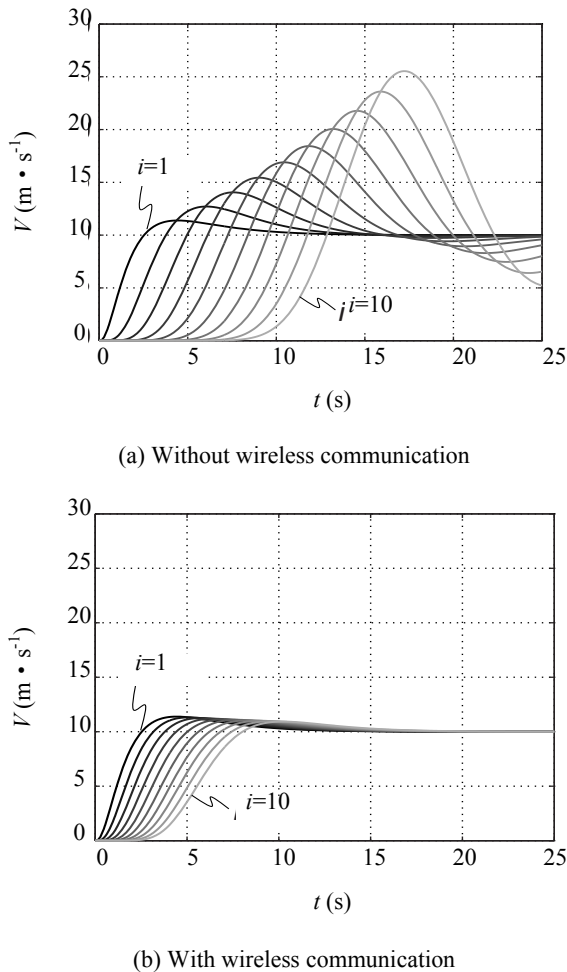 30
25
20
15
10
5
0
V (m • s-1)
i=1
i i=10
0 5 10 15 20 25
t (s)
(a) Without wireless communication
30
25
20
15
10
5
0
V (m • s-1)
i=1
i=10
0 5 10 15 20 25
t (s)
(b) With wireless communication